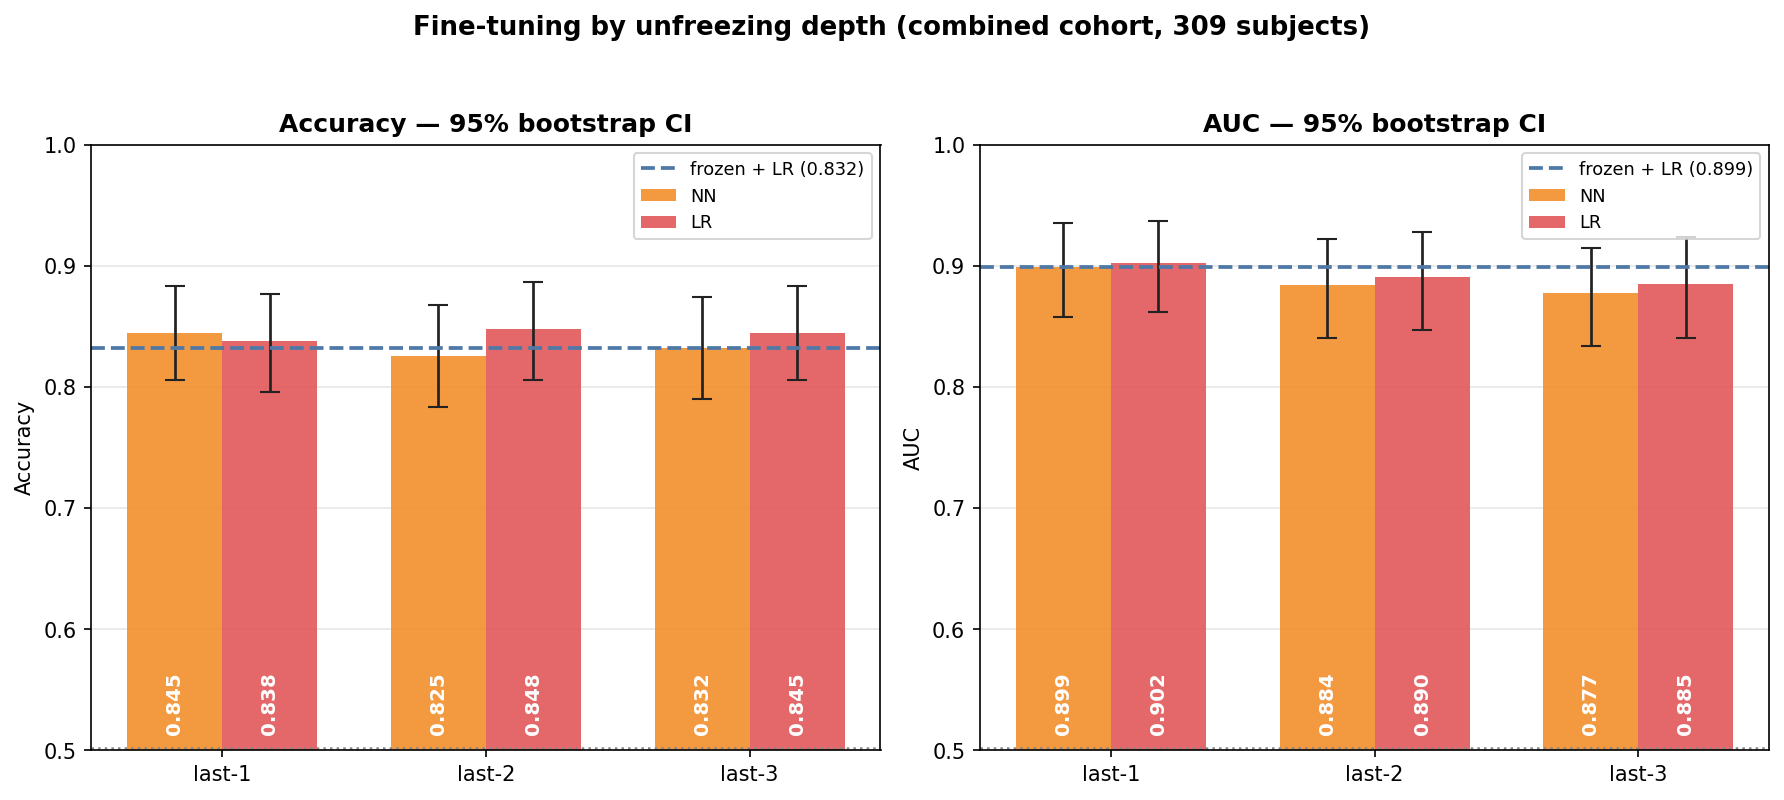 Fine-tuning by unfreezing depth (combined cohort, 309 subjects)
Accuracy — 95% bootstrap CI
1.0
0.9
0.8
0.7
0.6
0.5
Accuracy
frozen + LR (0.832)
NN
LR
0.845
0.838
0.825
0.848
0.832
0.845
last-1
last-2
last-3
AUC — 95% bootstrap CI
1.0
0.9
0.8
0.7
0.6
0.5
AUC
frozen + LR (0.899)
NN
LR
0.899
0.902
0.884
0.890
0.877
0.885
last-1
last-2
last-3